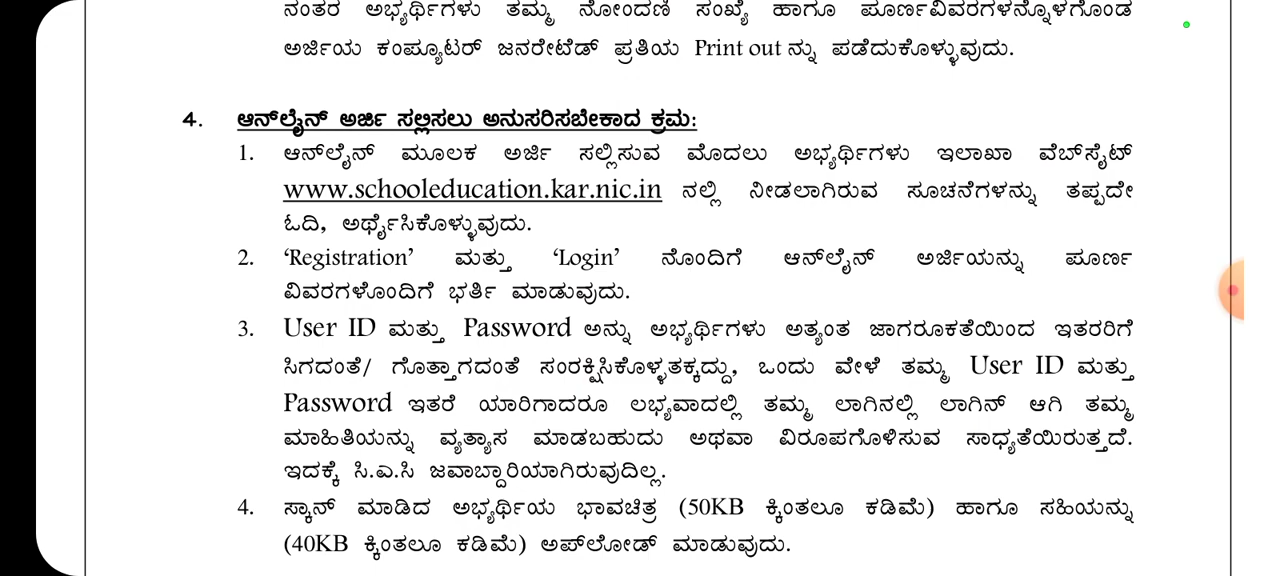 ನಂತರ ಅಭ್ಯರ್ಥಿಗಳು ತಮ್ಮ ನೋಂದಣಿ ಸಂಖ್ಯೆ ಹಾಗೂ ಪೂರ್ಣವಿವರಗಳನ್ನೊಳಗೊಂಡ
ಅರ್ಜಿಯ ಕಂಪ್ಯೂಟರ್ ಜನರೇಟೆಡ್ ಪ್ರತಿಯ Print out ನ್ನು ಪಡೆದುಕೊಳ್ಳುವುದು.
4. ಆನ್‌ಲೈನ್ ಅರ್ಜಿ ಸಲ್ಲಿಸಲು ಅನುಸರಿಸಬೇಕಾದ ಕ್ರಮ:
1. ಆನ್‌ಲೈನ್ ಮೂಲಕ ಅರ್ಜಿ ಸಲ್ಲಿಸುವ ಮೊದಲು ಅಭ್ಯರ್ಥಿಗಳು ಇಲಾಖಾ ವೆಬ್‌ಸೈಟ್
www.schooleducation.kar.nic.in ನಲ್ಲಿ ನೀಡಲಾಗಿರುವ ಸೂಚನೆಗಳನ್ನು ತಪ್ಪದೇ
ಓದಿ, ಅರ್ಥೈಸಿಕೊಳ್ಳುವುದು.
2. ‘Registration’ ಮತ್ತು ‘Login’ ನೊಂದಿಗೆ ಆನ್‌ಲೈನ್ ಅರ್ಜಿಯನ್ನು ಪೂರ್ಣ
ವಿವರಗಳೊಂದಿಗೆ ಭರ್ತಿ ಮಾಡುವುದು.
3. User ID ಮತ್ತು Password ಅನ್ನು ಅಭ್ಯರ್ಥಿಗಳು ಅತ್ಯಂತ ಜಾಗರೂಕತೆಯಿಂದ ಇತರರಿಗೆ
ಸಿಗದಂತೆ/ ಗೊತ್ತಾಗದಂತೆ ಸಂರಕ್ಷಿಸಿಕೊಳ್ಳತಕ್ಕದ್ದು, ಒಂದು ವೇಳೆ ತಮ್ಮ User ID ಮತ್ತು
Password ಇತರೆ ಯಾರಿಗಾದರೂ ಲಭ್ಯವಾದಲ್ಲಿ ತಮ್ಮ ಲಾಗಿನಲ್ಲಿ ಲಾಗಿನ್ ಆಗಿ ತಮ್ಮ
ಮಾಹಿತಿಯನ್ನು ವ್ಯತ್ಯಾಸ ಮಾಡಬಹುದು ಅಥವಾ ವಿರೂಪಗೊಳಿಸುವ ಸಾಧ್ಯತೆಯಿರುತ್ತದೆ.
ಇದಕ್ಕೆ ಸಿ.ಎ.ಸಿ ಜವಾಬ್ದಾರಿಯಾಗಿರುವುದಿಲ್ಲ.
4. ಸ್ಕಾನ್ ಮಾಡಿದ ಅಭ್ಯರ್ಥಿಯ ಭಾವಚಿತ್ರ (50KB ಕ್ಕಿಂತಲೂ ಕಡಿಮೆ) ಹಾಗೂ ಸಹಿಯನ್ನು
(40KB ಕ್ಕಿಂತಲೂ ಕಡಿಮೆ) ಅಪ್‌ಲೋಡ್ ಮಾಡುವುದು.